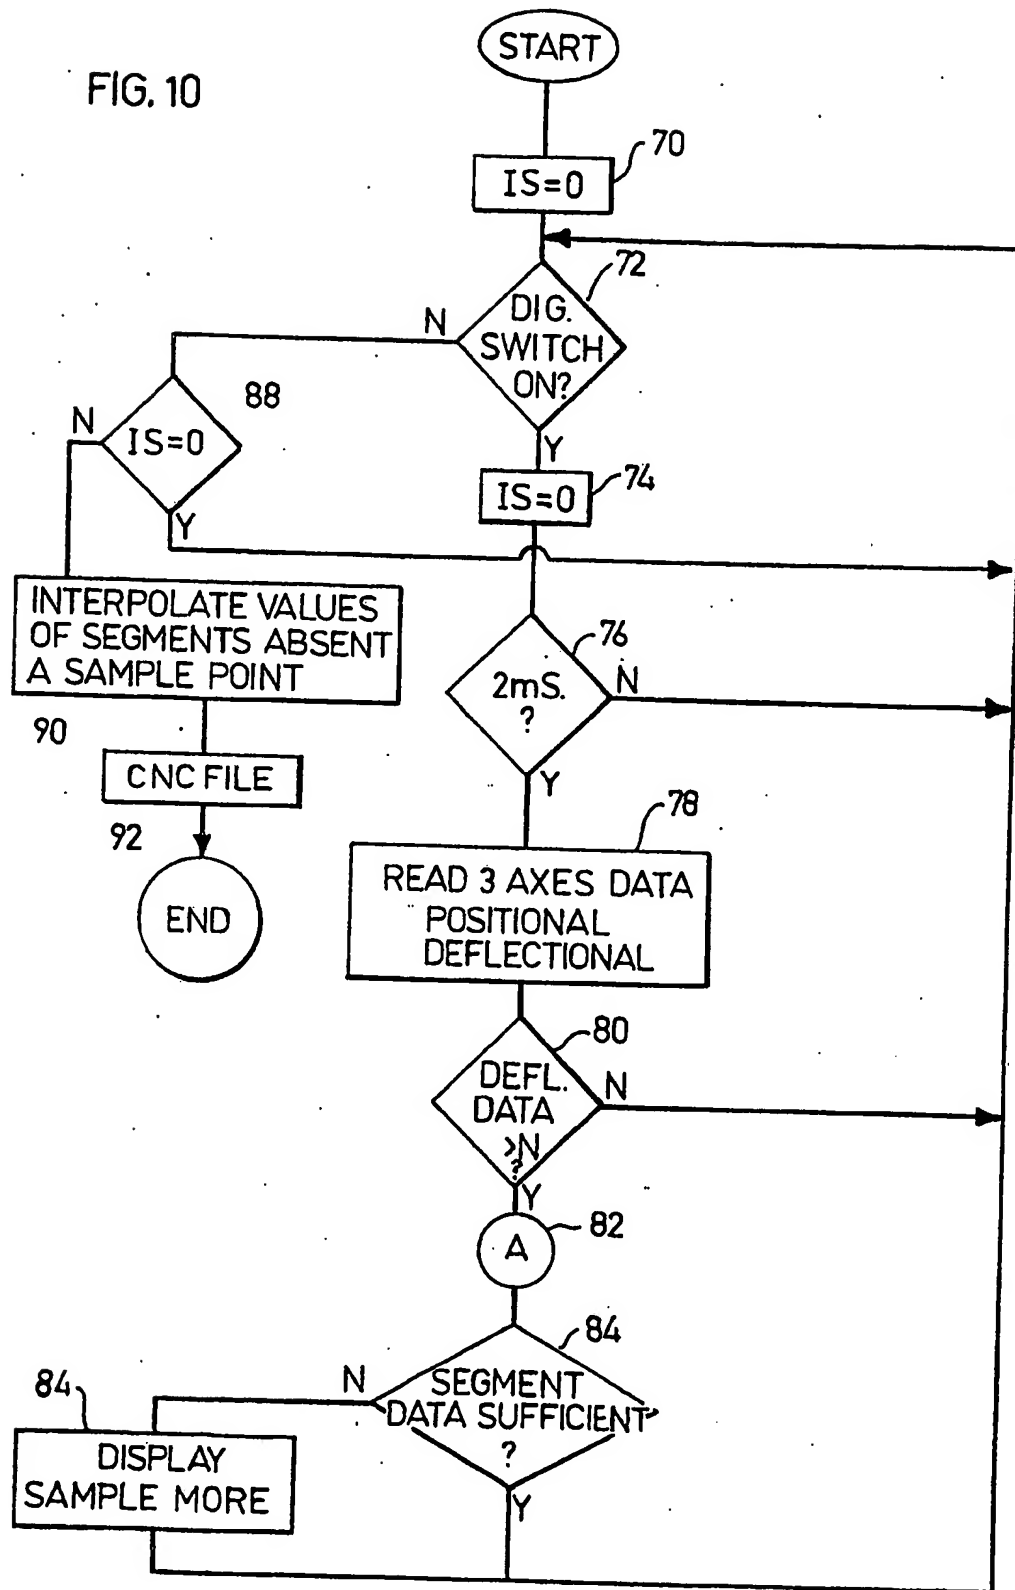 FIG. 10
START
70
IS=0
72
DIG.
SWITCH
ON?
N
Y
88
IS=0
N
Y
74
IS=0
INTERPOLATE VALUES
OF SEGMENTS ABSENT
A SAMPLE POINT
76
2mS.
?
N
Y
90
CNC FILE
92
END
78
READ 3 AXES DATA
POSITIONAL
DEFLECTIONAL
80
DEFL.
DATA
>N
?
N
Y
82
A
84
SEGMENT
DATA SUFFICIENT
?
N
Y
84
DISPLAY
SAMPLE MORE